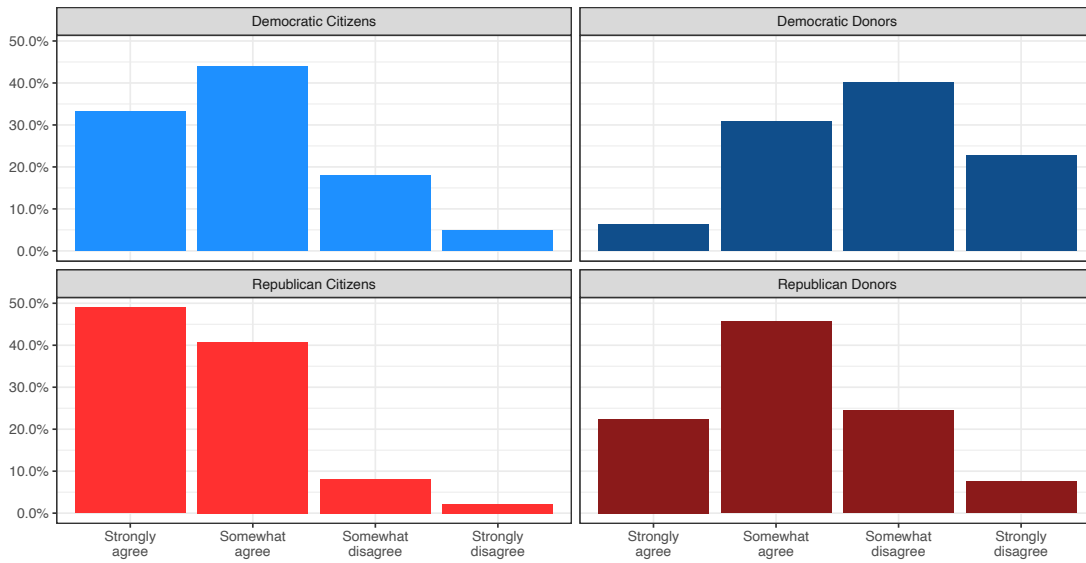 Democratic Citizens
Democratic Donors
50.0%
40.0%
30.0%
20.0%
10.0%
0.0%
Republican Citizens
Republican Donors
50.0%
40.0%
30.0%
20.0%
10.0%
0.0%
Strongly
agree
Somewhat
agree
Somewhat
disagree
Strongly
disagree
Strongly
agree
Somewhat
agree
Somewhat
disagree
Strongly
disagree